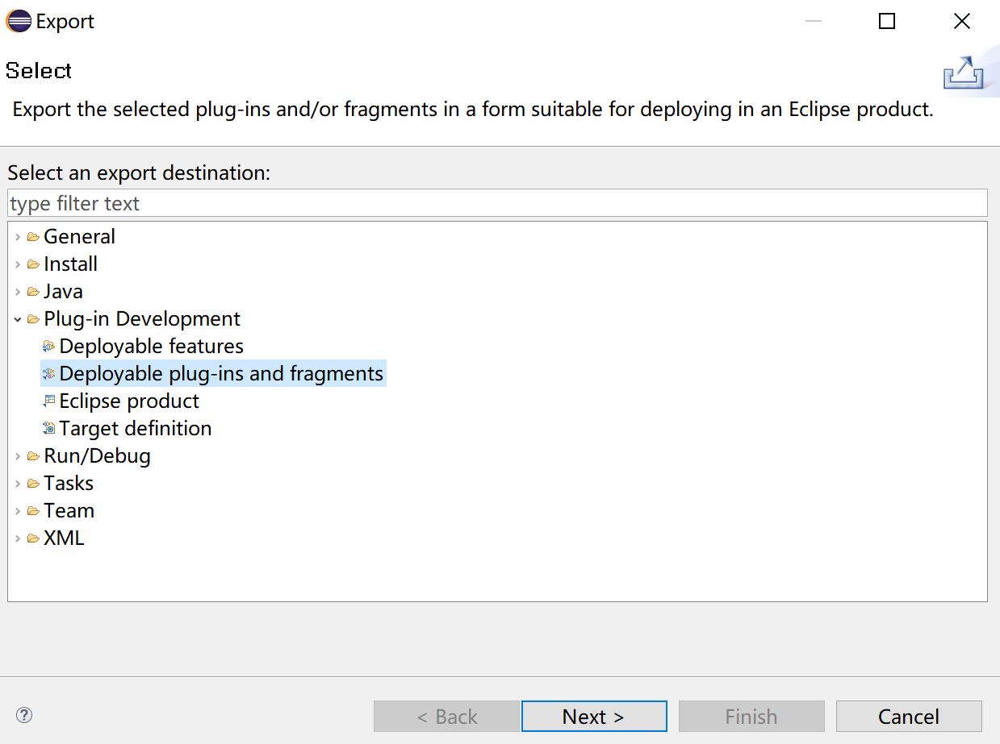 Export
Select
Export the selected plug-ins and/or fragments in a form suitable for deploying in an Eclipse product.
Select an export destination:
type filter text
General
Install
Java
Plug-in Development
Deployable features
Deployable plug-ins and fragments
Eclipse product
Target definition
Run/Debug
Tasks
Team
XML
? < Back Next > Finish Cancel